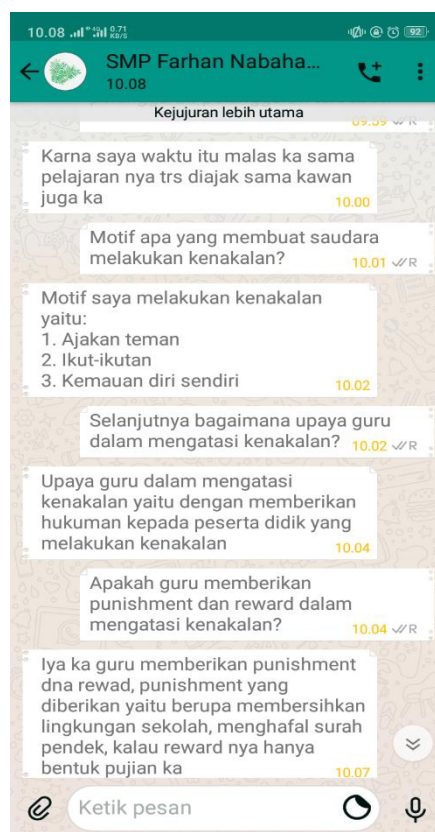 10.08 4G 0.71 KB/S 92
SMP Farhan Nabaha...
10.08
Kejujuran lebih utama
09.59 R
Karna saya waktu itu malas ka sama
pelajaran nya trs diajak sama kawan
juga ka 10.00
Motif apa yang membuat saudara
melakukan kenakalan? 10.01 R
Motif saya melakukan kenakalan
yaitu:
1. Ajakan teman
2. Ikut-ikutan
3. Kemauan diri sendiri 10.02
Selanjutnya bagaimana upaya guru
dalam mengatasi kenakalan? 10.02 R
Upaya guru dalam mengatasi
kenakalan yaitu dengan memberikan
hukuman kepada peserta didik yang
melakukan kenakalan 10.04
Apakah guru memberikan
punishment dan reward dalam
mengatasi kenakalan? 10.04 R
Iya ka guru memberikan punishment
dna rewad, punishment yang
diberikan yaitu berupa membersihkan
lingkungan sekolah, menghafal surah
pendek, kalau reward nya hanya
bentuk pujian ka 10.07
Ketik pesan